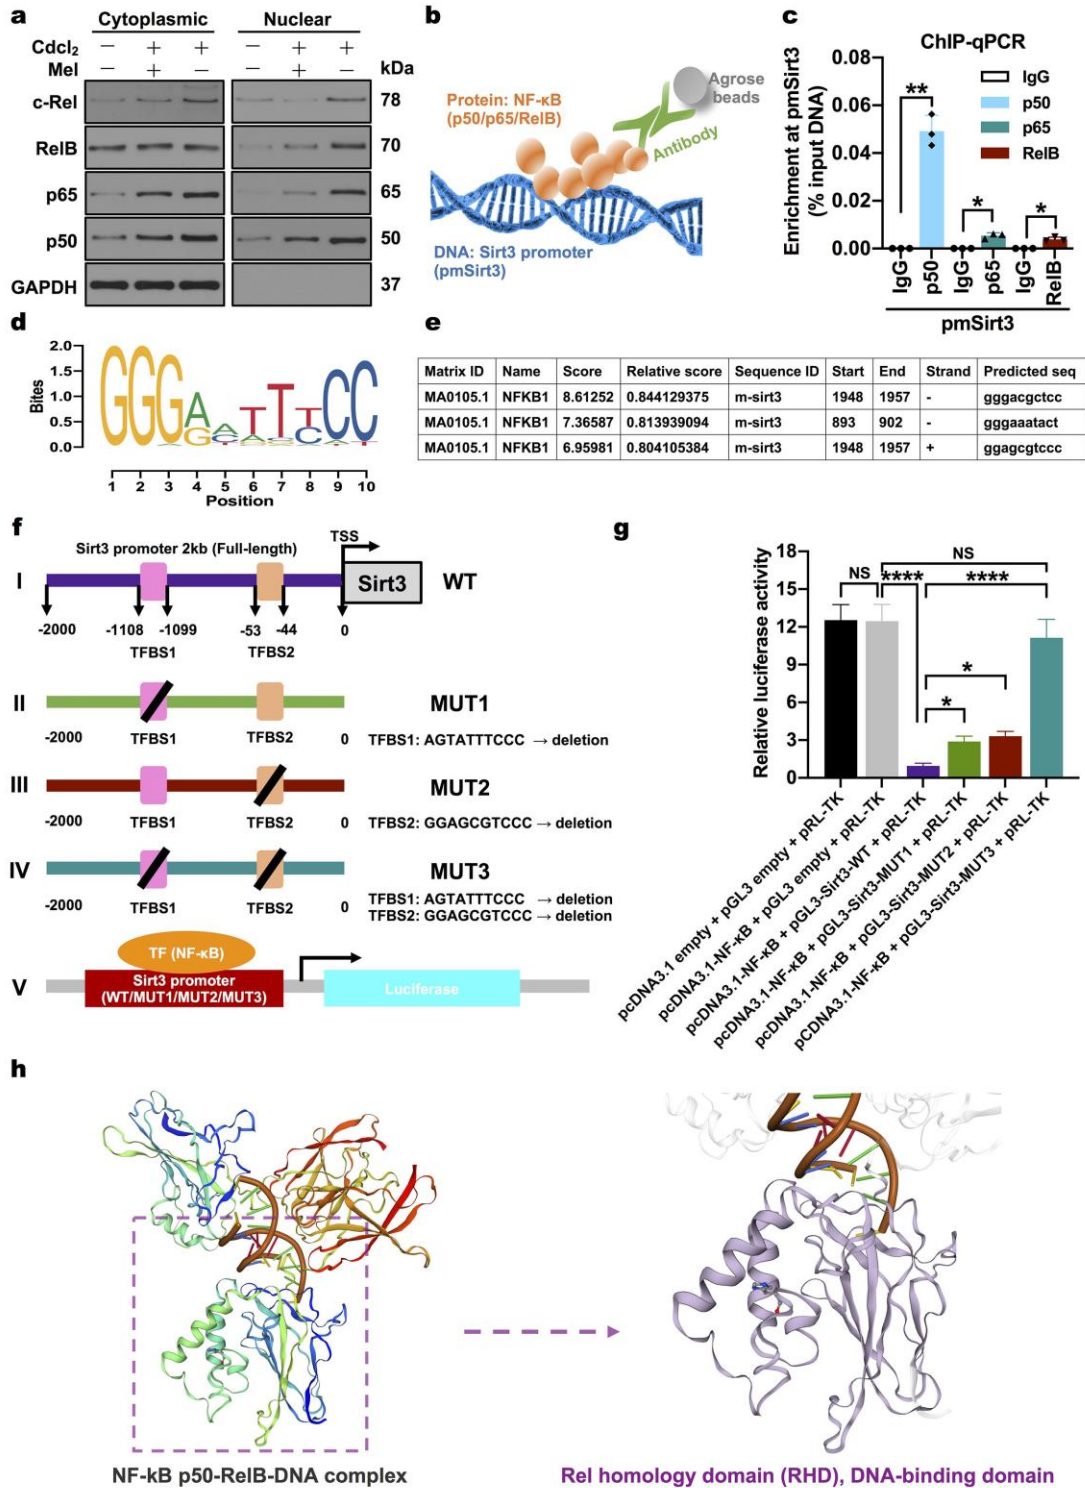 a
Cytoplasmic Nuclear
Cdcl2 − + + − + +
Mel − + − − + − kDa
c-Rel 78
RelB 70
p65 65
p50 50
GAPDH 37
b
Protein: NF-κB
(p50/p65/RelB)
Agrose
beads
Antibody
DNA: Sirt3 promoter
(pmSirt3)
c
ChIP-qPCR
Enrichment at pmSirt3
(% input DNA)
0.08
0.06
0.04
0.02
0.00
** * *
IgG
p50
p65
RelB
IgG p50 IgG p65 IgG RelB
pmSirt3
d
Bites
2.0
1.5
1.0
0.5
0.0
1 2 3 4 5 6 7 8 9 10
Position
e
Matrix ID Name Score Relative score Sequence ID Start End Strand Predicted seq
MA0105.1 NFKB1 8.61252 0.844129375 m-sirt3 1948 1957 - gggacgctcc
MA0105.1 NFKB1 7.36587 0.813939094 m-sirt3 893 902 - gggaaatact
MA0105.1 NFKB1 6.95981 0.804105384 m-sirt3 1948 1957 + ggagcgtccc
f
Sirt3 promoter 2kb (Full-length) TSS
I Sirt3 WT
-2000 -1108 -1099 -53 -44 0
TFBS1 TFBS2
II MUT1
-2000 TFBS1 TFBS2 0
TFBS1: AGTATTTCCC → deletion
III MUT2
-2000 TFBS1 TFBS2 0
TFBS2: GGAGCGTCCC → deletion
IV MUT3
-2000 TFBS1 TFBS2 0
TFBS1: AGTATTTCCC → deletion
TFBS2: GGAGCGTCCC → deletion
V
TF (NF-κB)
Sirt3 promoter
(WT/MUT1/MUT2/MUT3)
Luciferase
g
Relative luciferase activity
18
15
12
9
6
3
0
NS
NS **** ****
*
*
pcDNA3.1 empty + pGL3 empty + pRL-TK
pcDNA3.1-NF-κB + pGL3 empty + pRL-TK
pcDNA3.1-NF-κB + pGL3-Sirt3-WT + pRL-TK
pcDNA3.1-NF-κB + pGL3-Sirt3-MUT1 + pRL-TK
pcDNA3.1-NF-κB + pGL3-Sirt3-MUT2 + pRL-TK
pCDNA3.1-NF-κB + pGL3-Sirt3-MUT3 + pRL-TK
h
NF-kB p50-RelB-DNA complex
Rel homology domain (RHD), DNA-binding domain